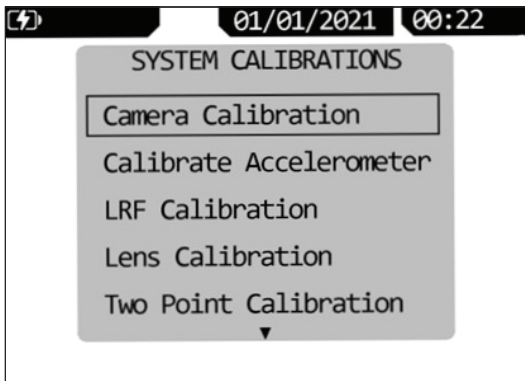 01/01/2021 00:22
SYSTEM CALIBRATIONS
Camera Calibration
Calibrate Accelerometer
LRF Calibration
Lens Calibration
Two Point Calibration